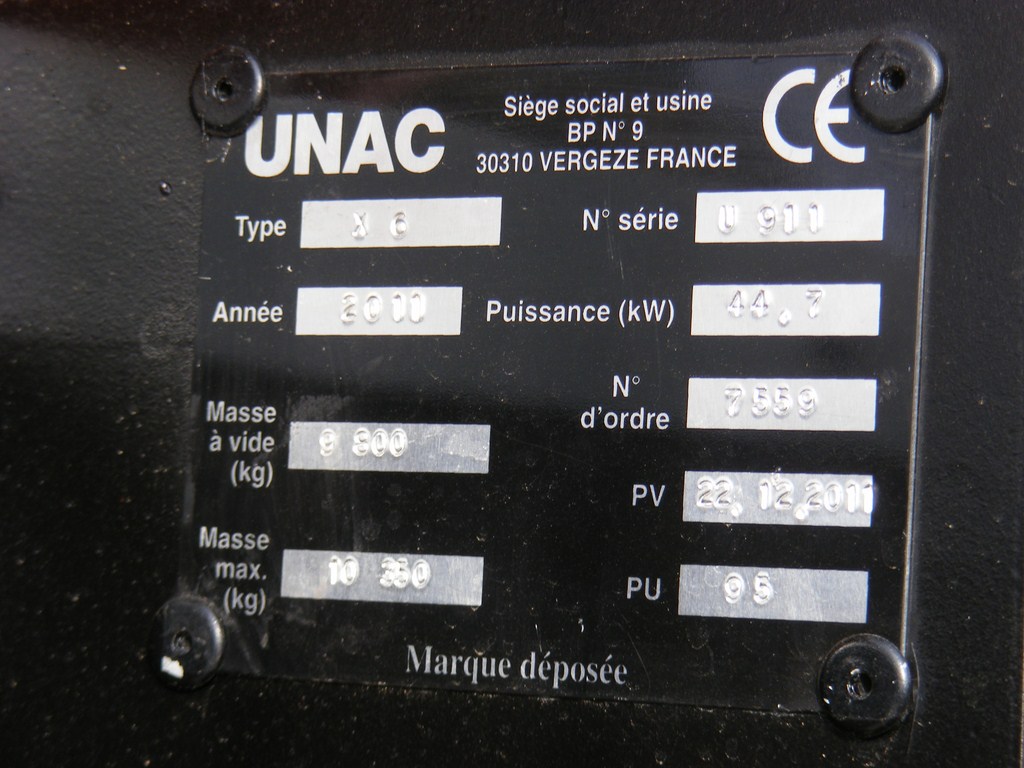 UNAC
Siège social et usine
BP N° 9
30310 VERGEZE FRANCE
CE
Type X 6
N° série U 911
Année 2011
Puissance (kW) 44,7
N°
d'ordre 7559
Masse
à vide
(kg) 9 800
PV 22.12.2011
Masse
max.
(kg) 10 350
PU 05
Marque déposée